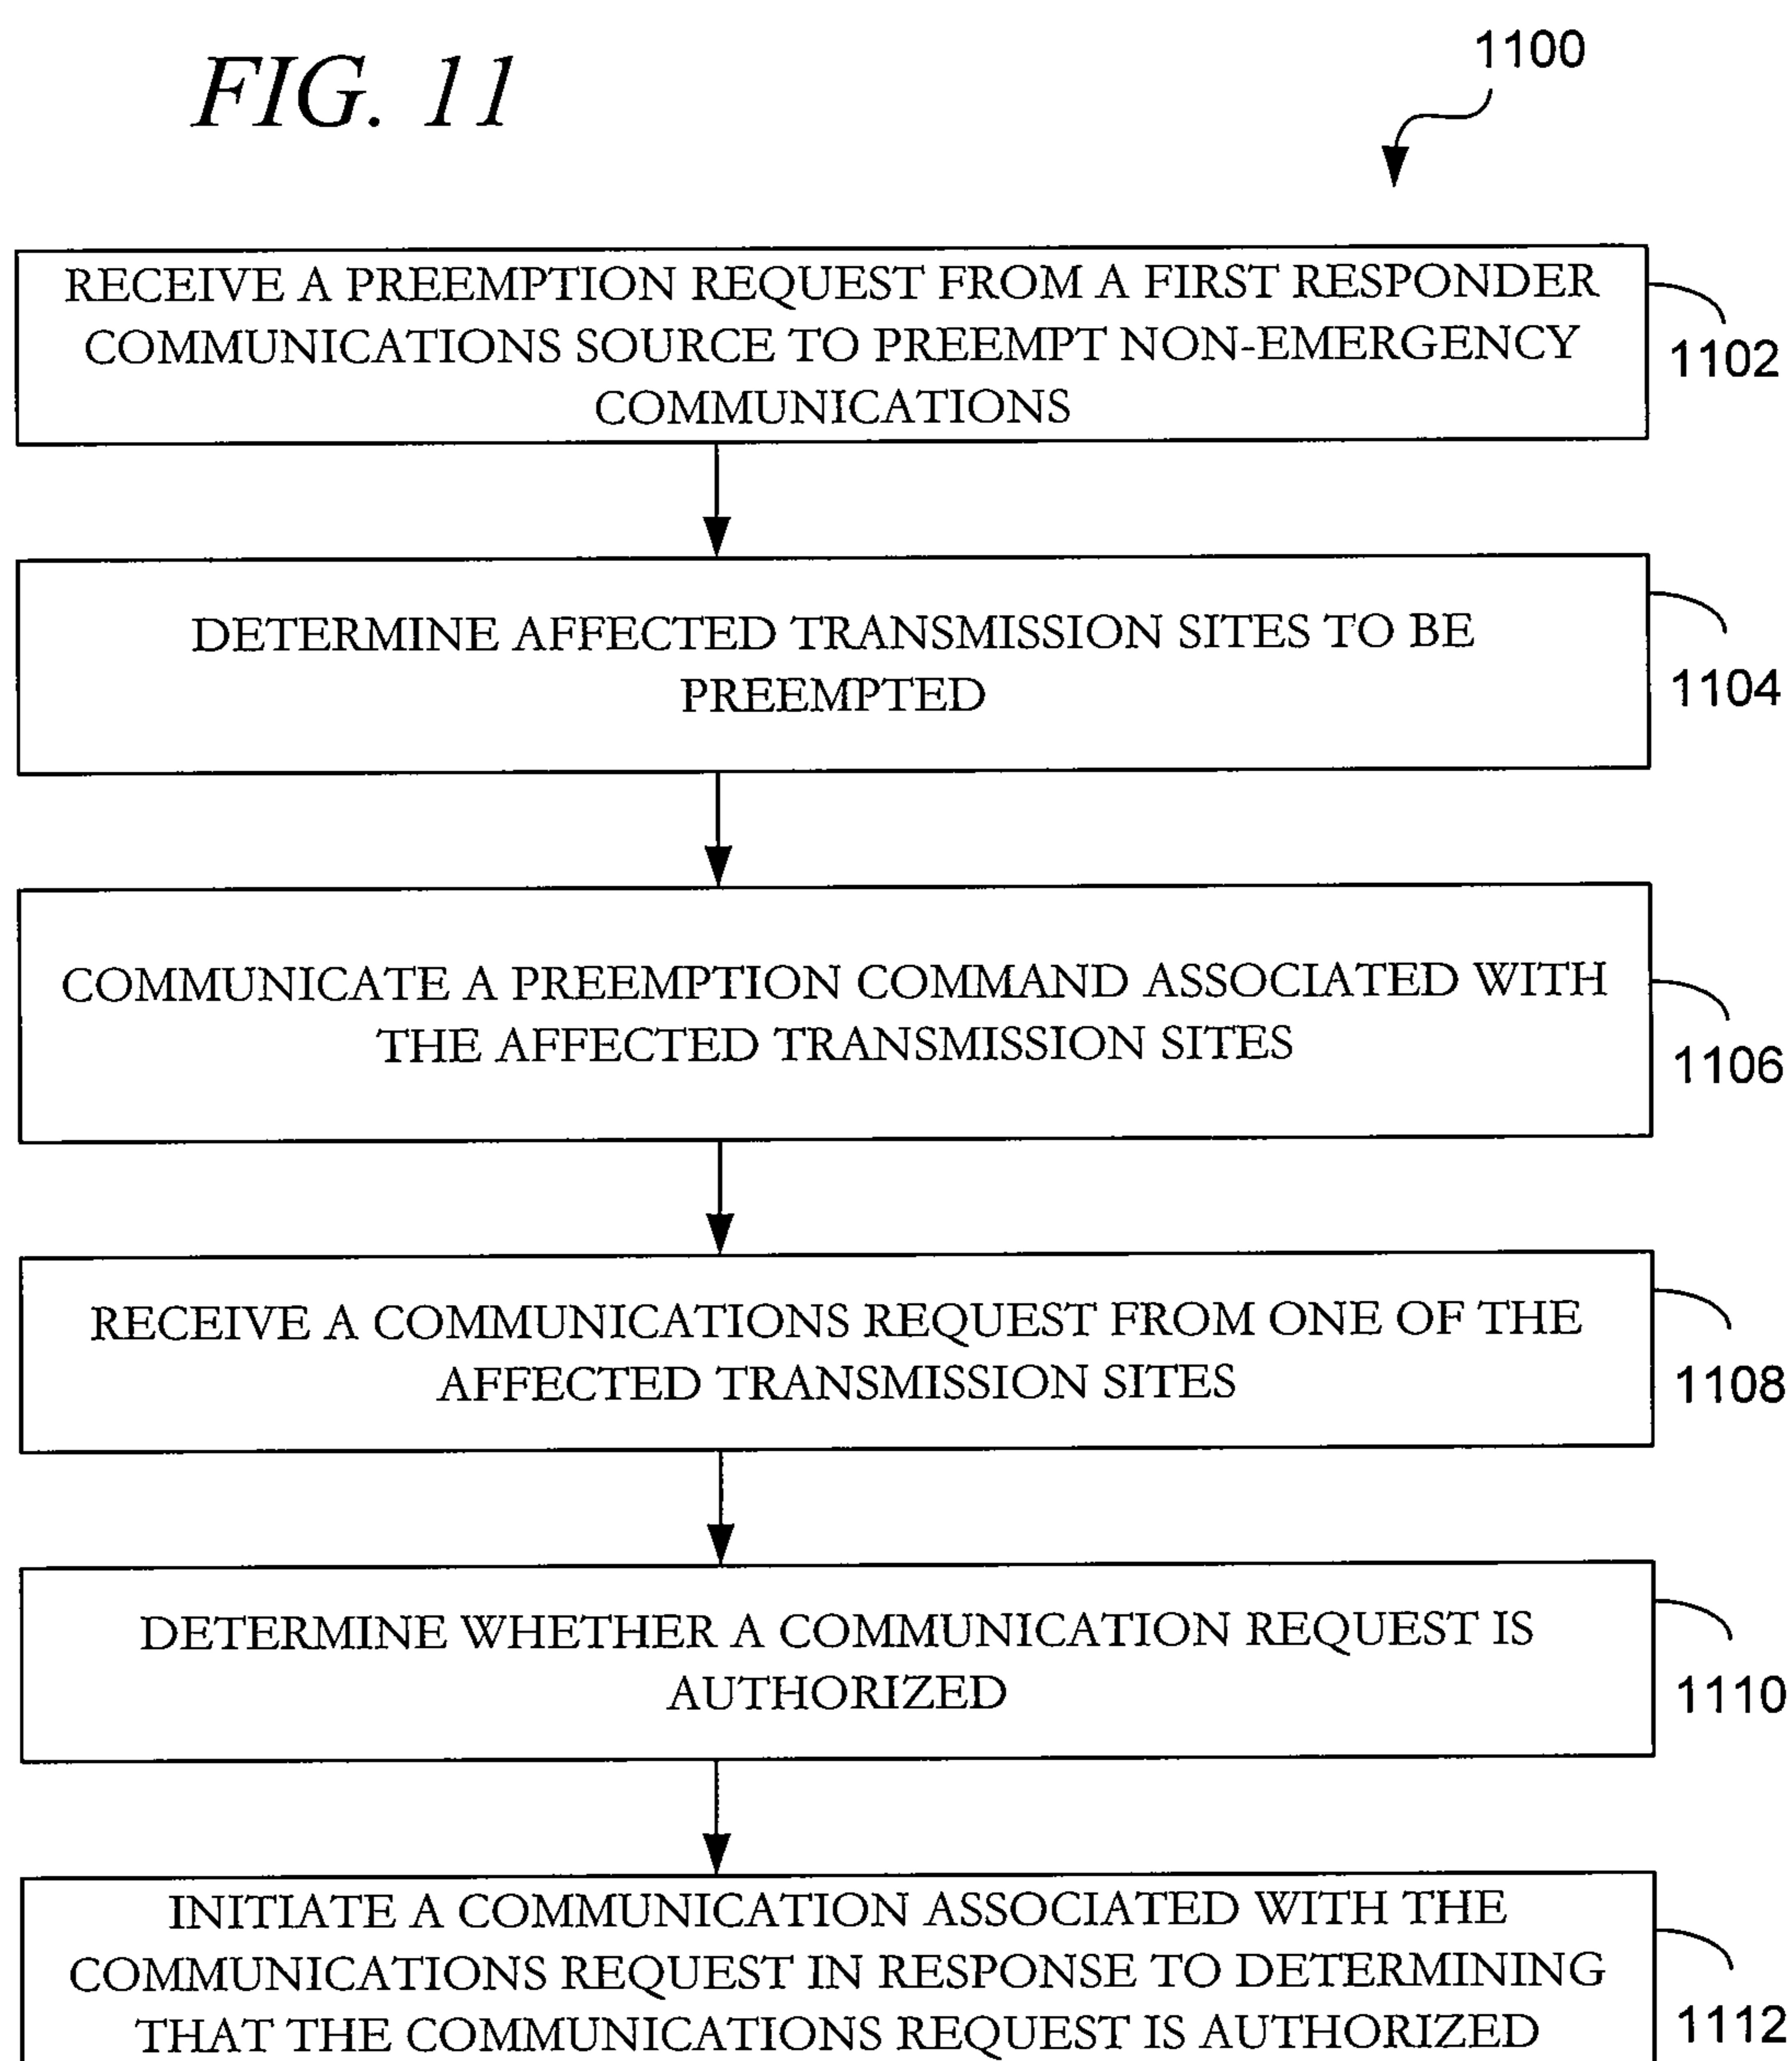 FIG. 11
1100
RECEIVE A PREEMPTION REQUEST FROM A FIRST RESPONDER
COMMUNICATIONS SOURCE TO PREEMPT NON-EMERGENCY
COMMUNICATIONS
1102
DETERMINE AFFECTED TRANSMISSION SITES TO BE
PREEMPTED
1104
COMMUNICATE A PREEMPTION COMMAND ASSOCIATED WITH
THE AFFECTED TRANSMISSION SITES
1106
RECEIVE A COMMUNICATIONS REQUEST FROM ONE OF THE
AFFECTED TRANSMISSION SITES
1108
DETERMINE WHETHER A COMMUNICATION REQUEST IS
AUTHORIZED
1110
INITIATE A COMMUNICATION ASSOCIATED WITH THE
COMMUNICATIONS REQUEST IN RESPONSE TO DETERMINING
THAT THE COMMUNICATIONS REQUEST IS AUTHORIZED
1112